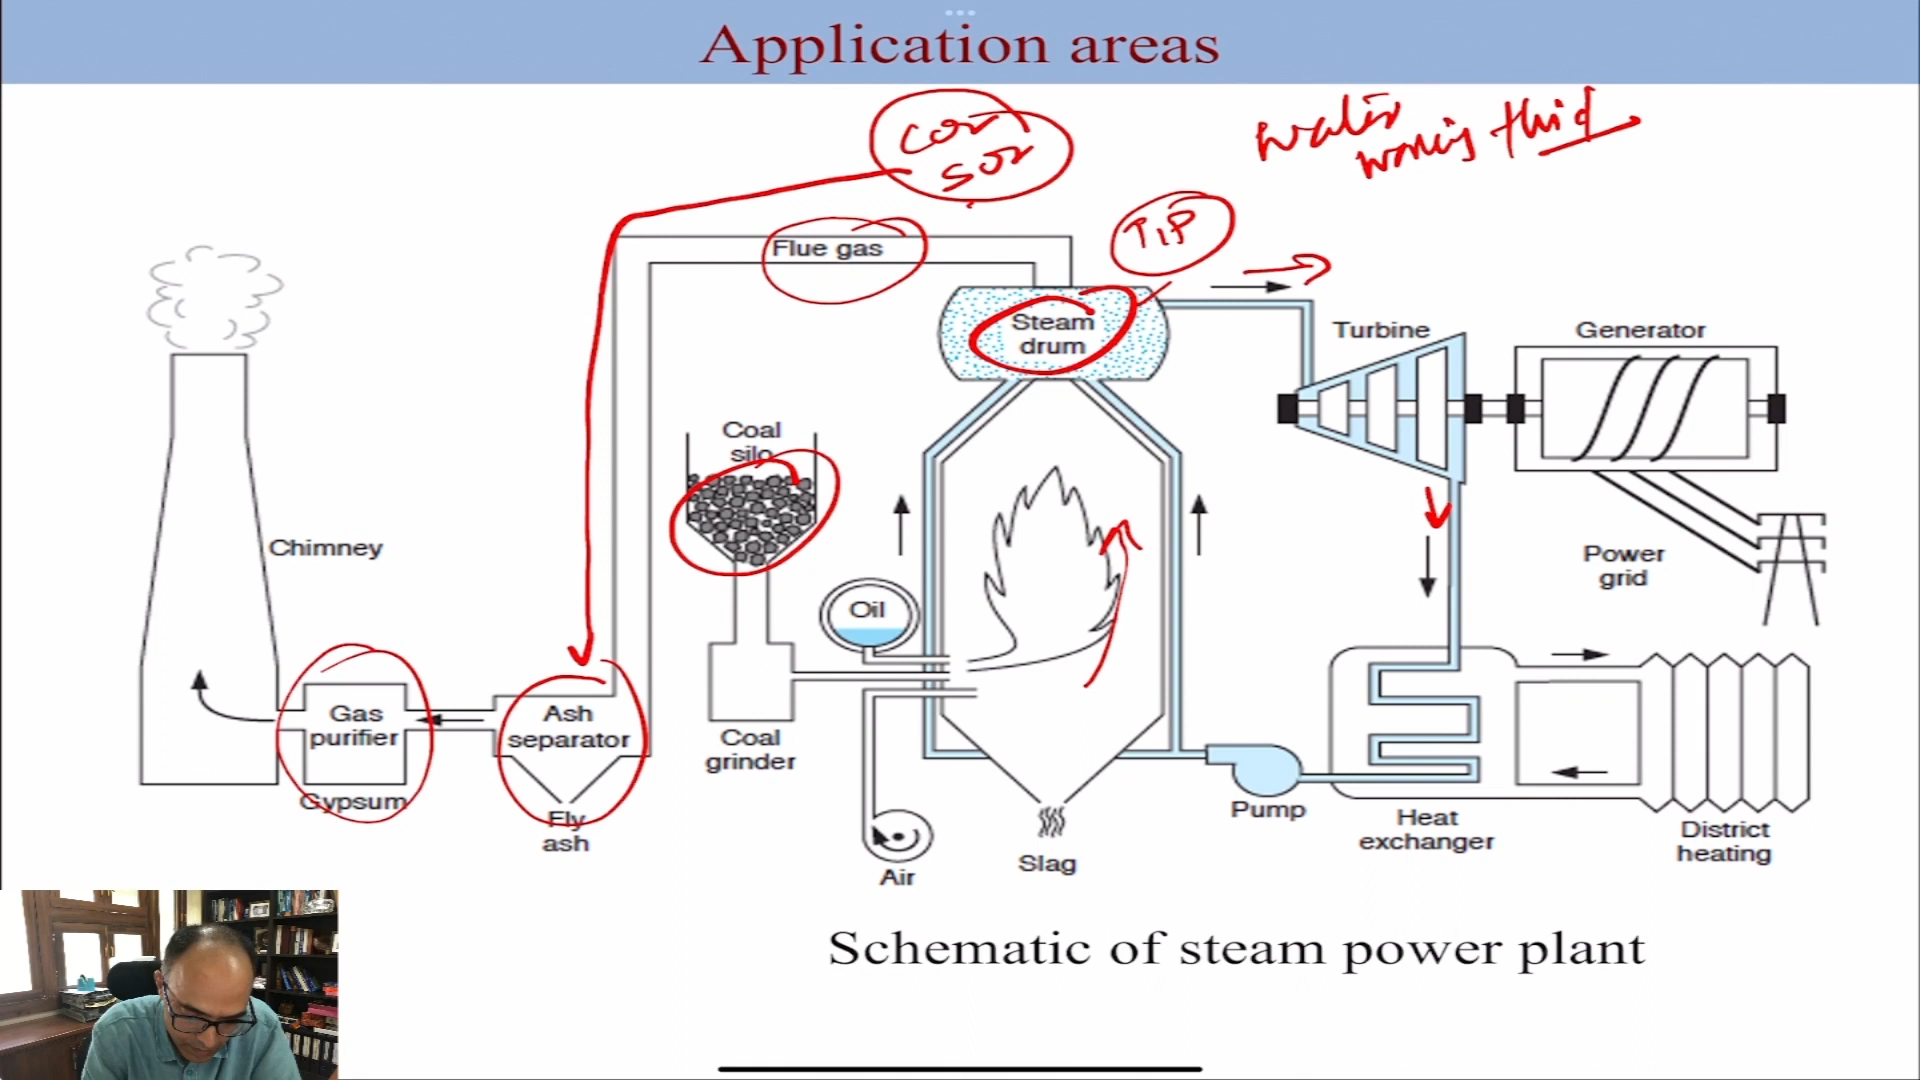 Application areas
CO2
SO2
water
working fluid
T1P
Flue gas
Steam
drum
Turbine
Generator
Coal
silo
Chimney
Power
grid
Oil
Gas
purifier
Ash
separator
Coal
grinder
Gypsum
Fly
ash
Pump
Heat
exchanger
District
heating
Slag
Air
Schematic of steam power plant